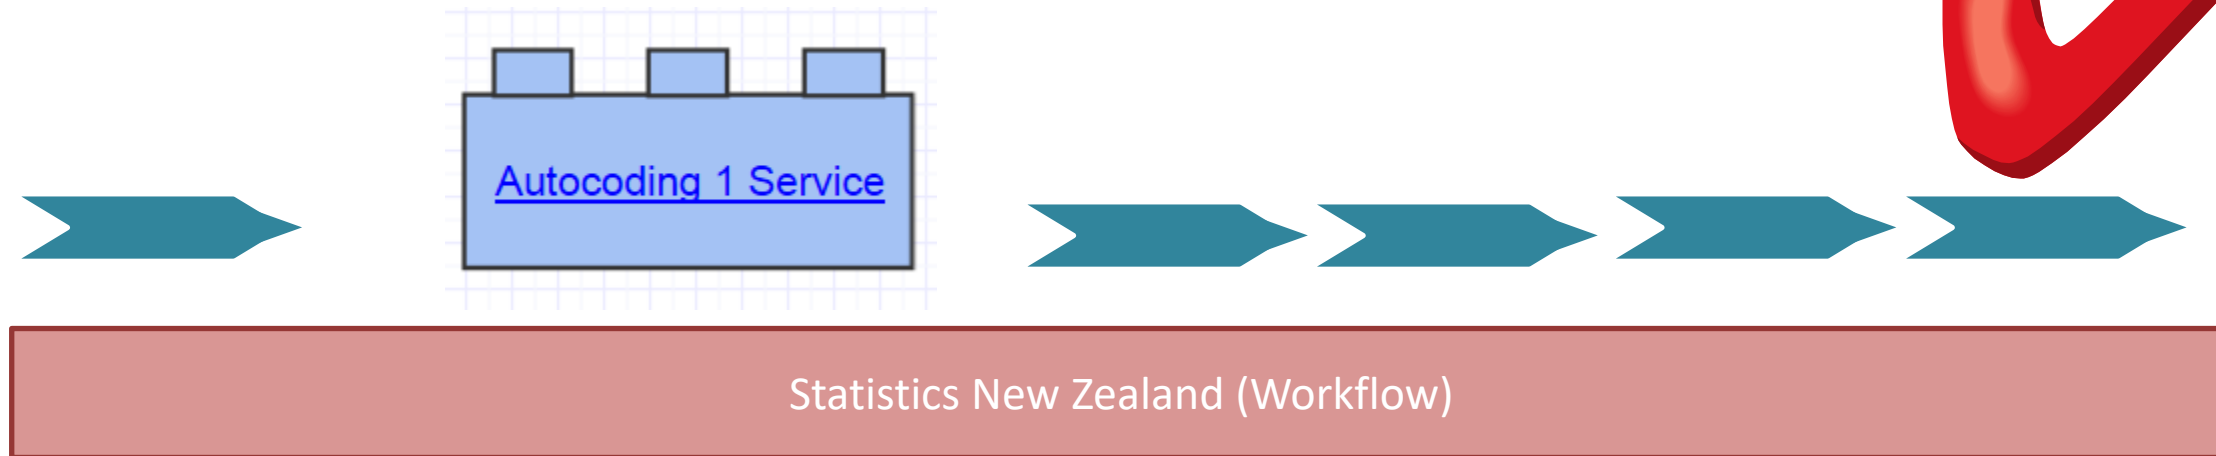 Autocoding 1 Service
Statistics New Zealand (Workflow)